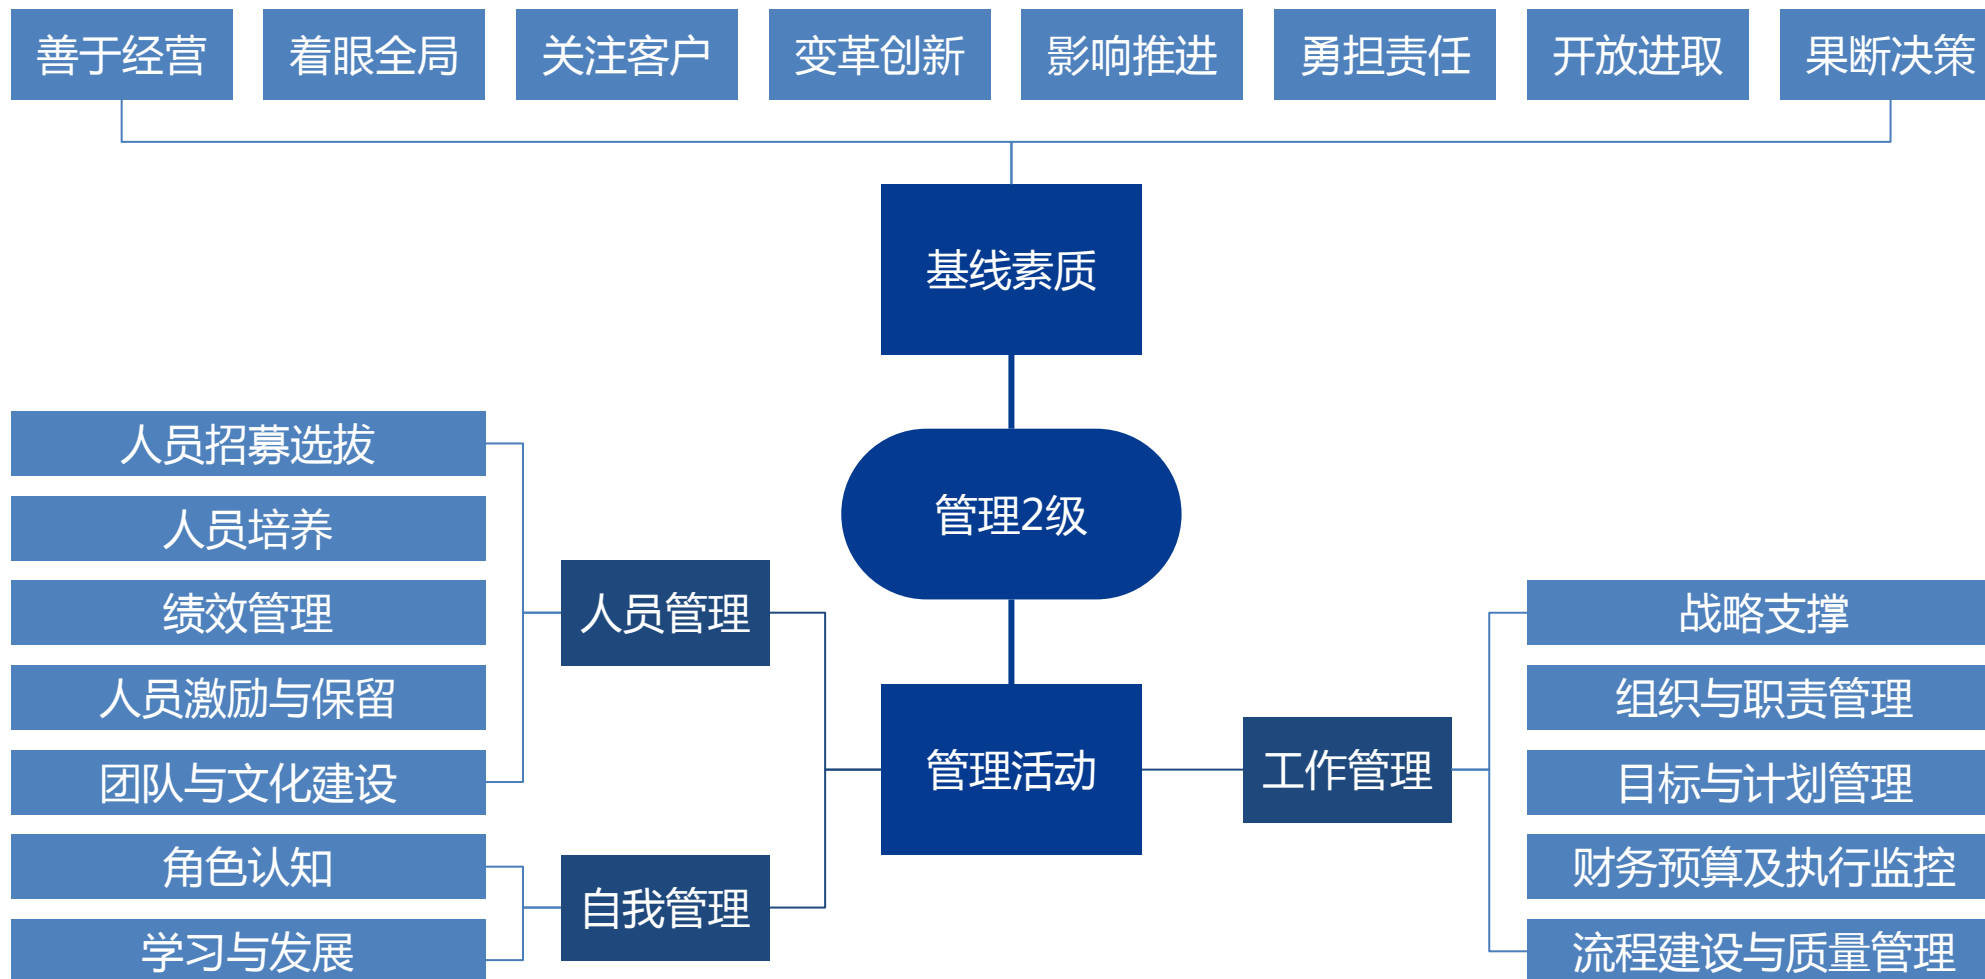 善于经营
着眼全局
关注客户
变革创新
影响推进
勇担责任
开放进取
果断决策
基线素质
管理2级
人员招募选拔
人员培养
绩效管理
人员激励与保留
团队与文化建设
角色认知
学习与发展
人员管理
自我管理
管理活动
工作管理
战略支撑
组织与职责管理
目标与计划管理
财务预算及执行监控
流程建设与质量管理